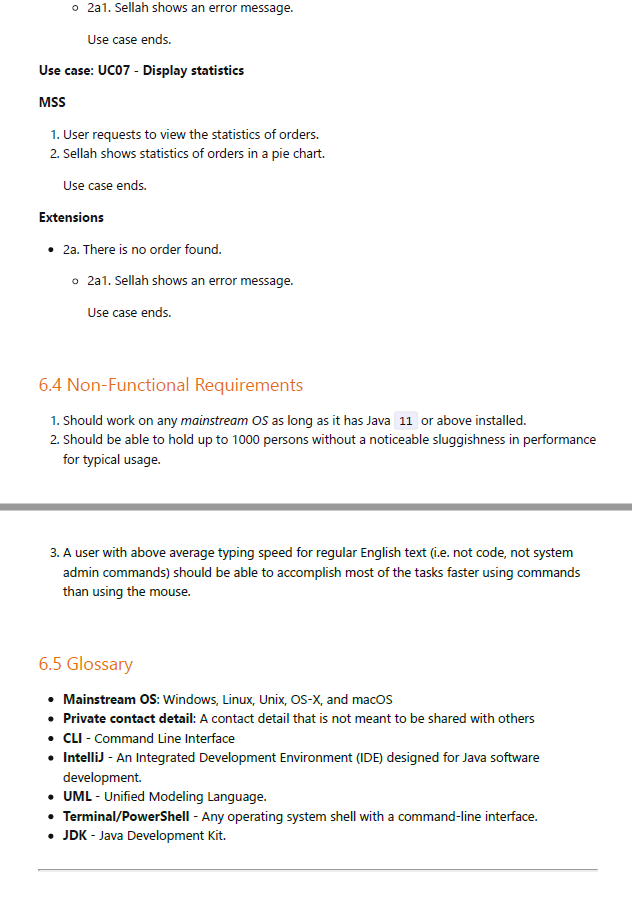 2a1. Sellah shows an error message.
Use case ends.
Use case: UC07 - Display statistics
MSS
1. User requests to view the statistics of orders.
2. Sellah shows statistics of orders in a pie chart.
Use case ends.
Extensions
2a. There is no order found.
2a1. Sellah shows an error message.
Use case ends.
6.4 Non-Functional Requirements
1. Should work on any mainstream OS as long as it has Java 11 or above installed.
2. Should be able to hold up to 1000 persons without a noticeable sluggishness in performance
for typical usage.
3. A user with above average typing speed for regular English text (i.e. not code, not system
admin commands) should be able to accomplish most of the tasks faster using commands
than using the mouse.
6.5 Glossary
Mainstream OS: Windows, Linux, Unix, OS-X, and macOS
Private contact detail: A contact detail that is not meant to be shared with others
CLI - Command Line Interface
IntelliJ - An Integrated Development Environment (IDE) designed for Java software
development.
UML - Unified Modeling Language.
Terminal/PowerShell - Any operating system shell with a command-line interface.
JDK - Java Development Kit.